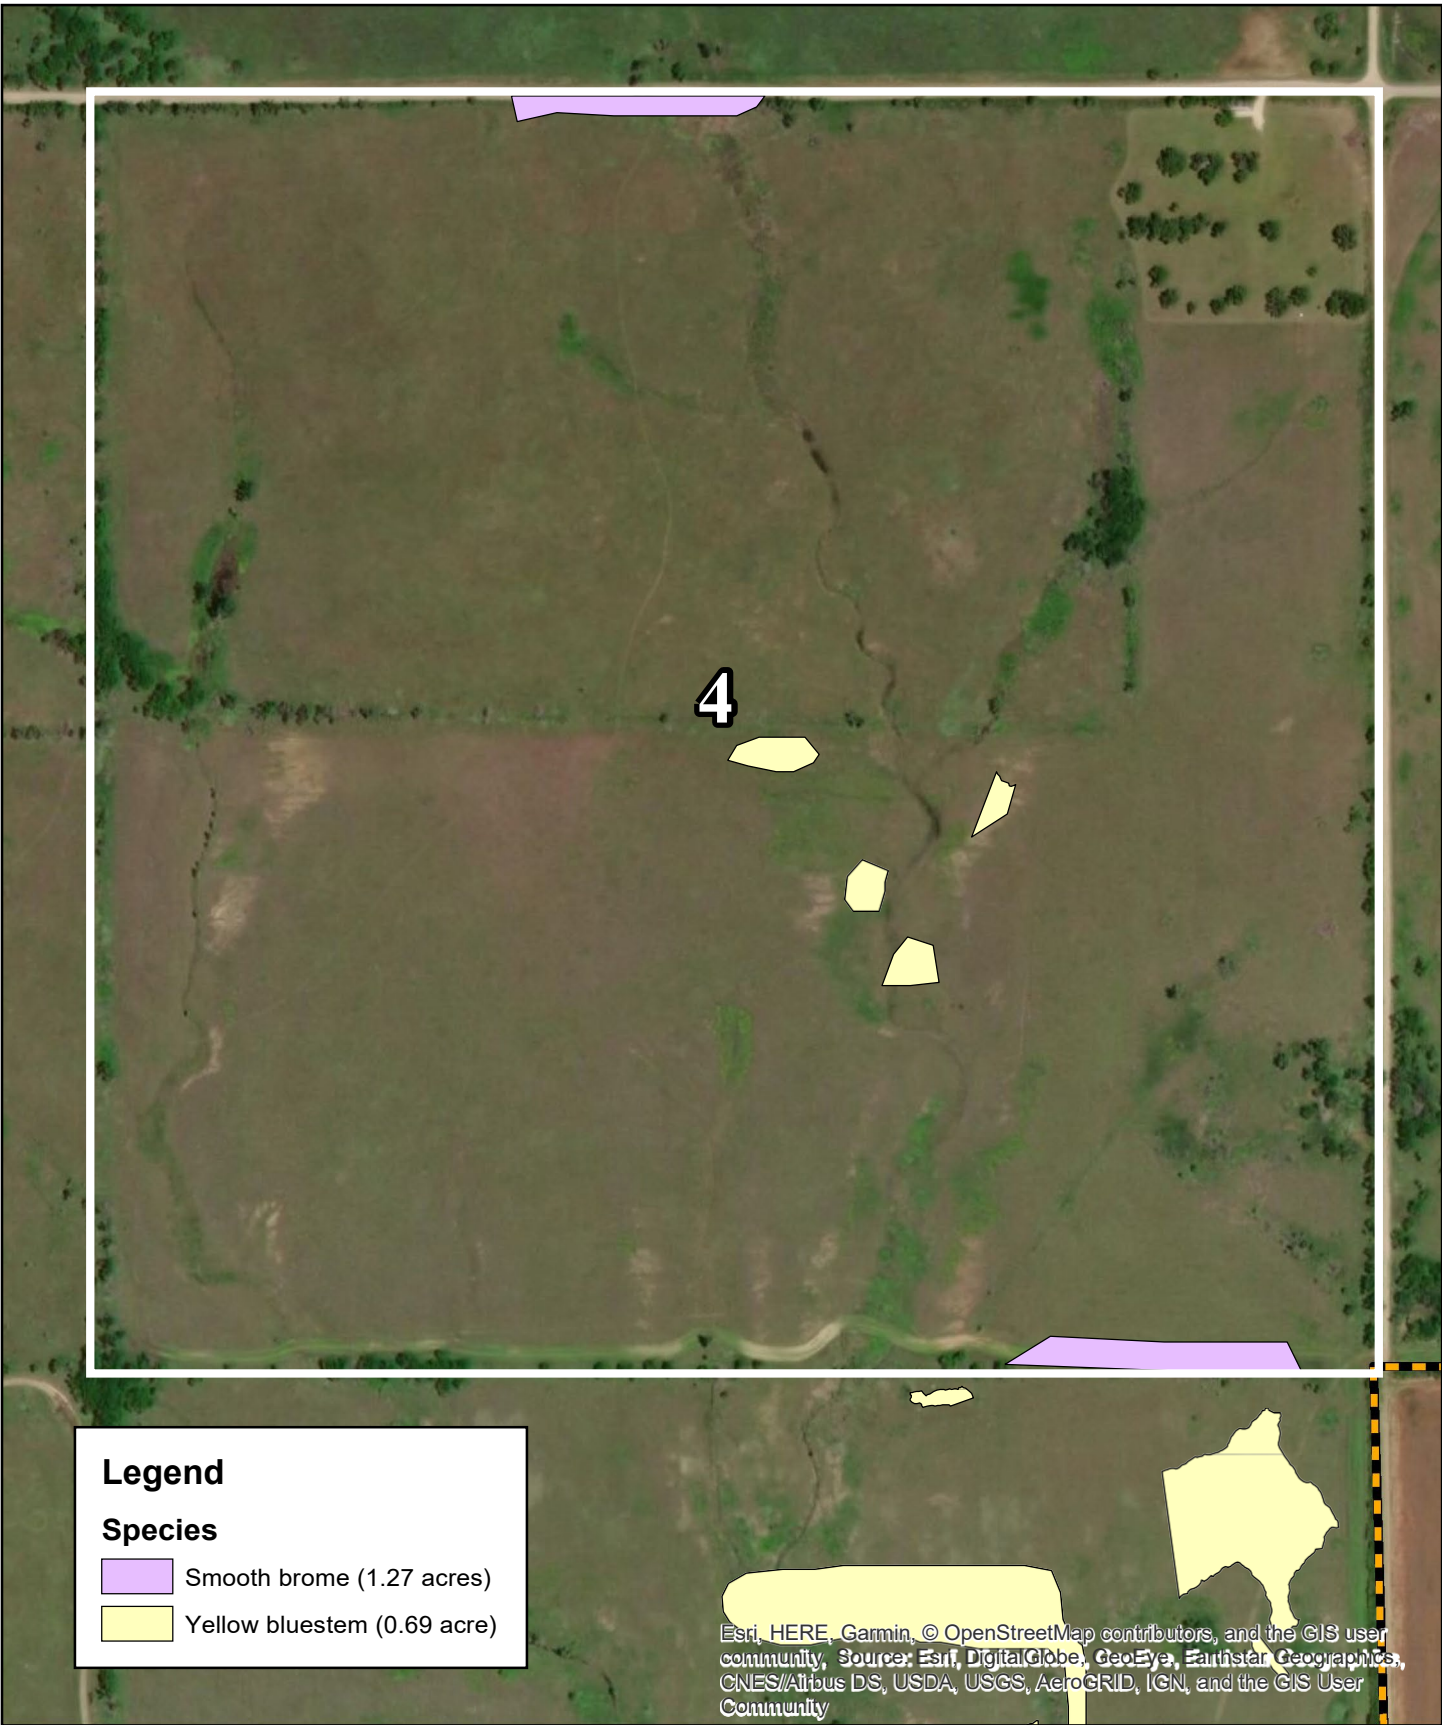 4
Legend
Species
Smooth brome (1.27 acres)
Yellow bluestem (0.69 acre)
Esri, HERE, Garmin, © OpenStreetMap contributors, and the GIS user
community, Source: Esri, DigitalGlobe, GeoEye, Earthstar Geographics,
CNES/Airbus DS, USDA, USGS, AeroGRID, IGN, and the GIS User
Community